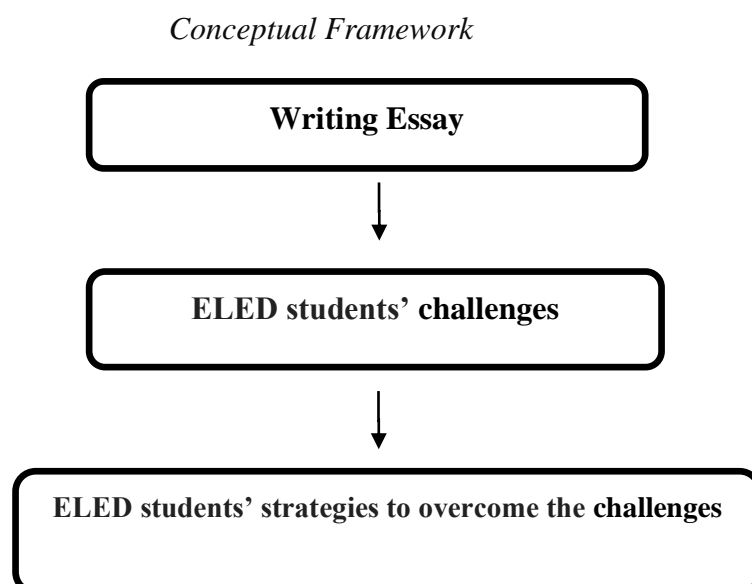 Conceptual Framework
Writing Essay
ELED students’ challenges
ELED students’ strategies to overcome the challenges